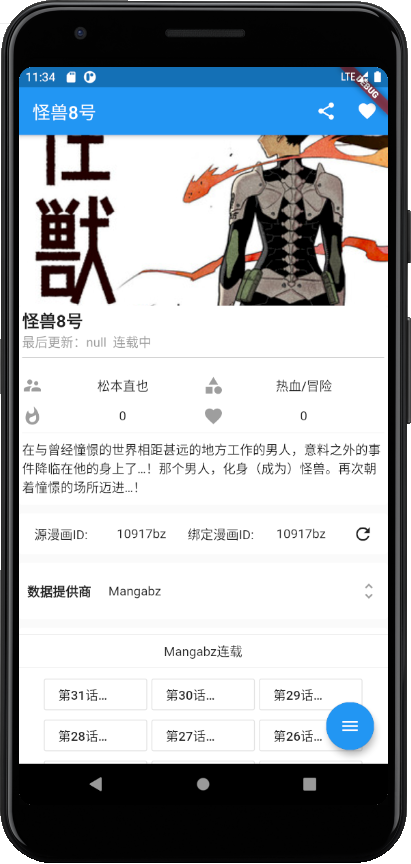 11:34
LTE
DEBUG
怪兽8号
怪
獣
怪兽8号
最后更新：null 连载中
松本直也
热血/冒险
0
0
在与曾经憧憬的世界相距甚远的地方工作的男人，意料之外的事
件降临在他的身上了…！那个男人，化身（成为）怪兽。再次朝
着憧憬的场所迈进…！
源漫画ID: 10917bz 绑定漫画ID: 10917bz
数据提供商 Mangabz
Mangabz连载
第31话… 第30话… 第29话…
第28话… 第27话… 第26话…